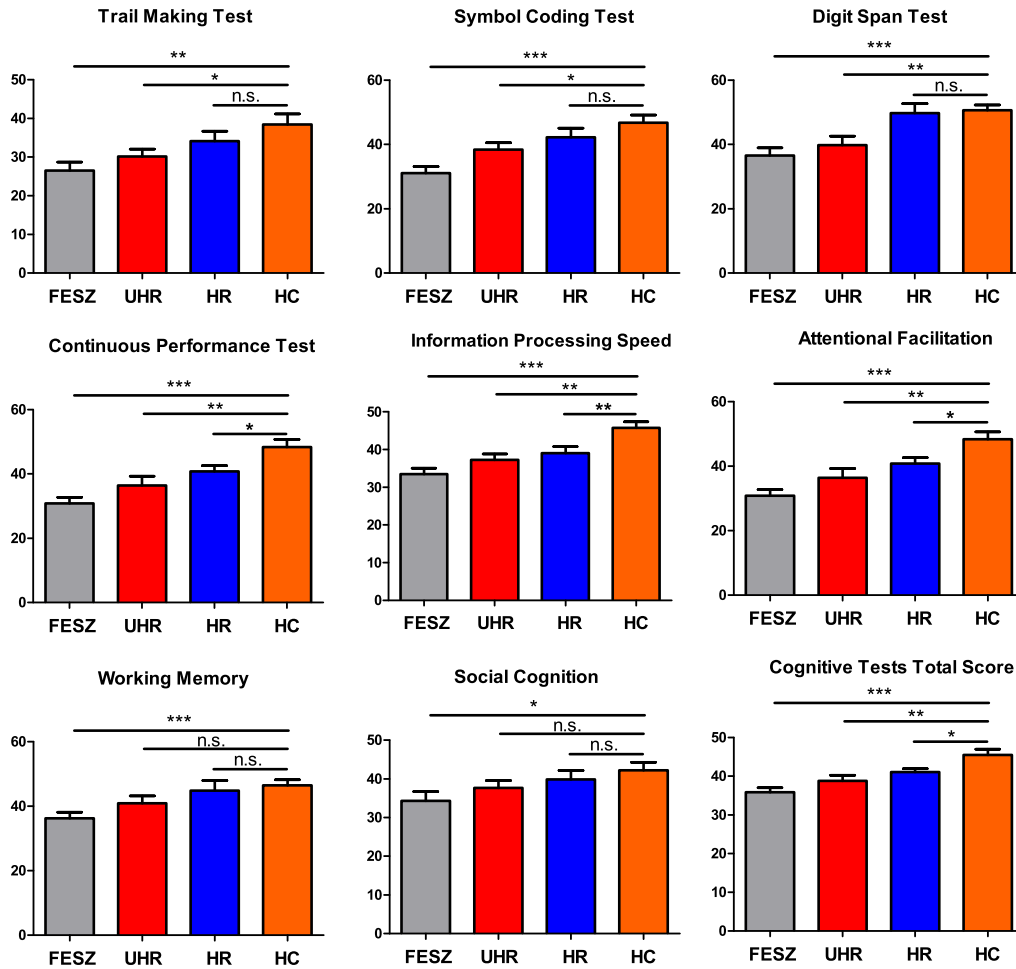 Trail Making Test
**
*
n.s.
50
40
30
20
10
0
FESZ UHR HR HC
Symbol Coding Test
***
*
n.s.
60
40
20
0
FESZ UHR HR HC
Digit Span Test
***
**
n.s.
60
40
20
0
FESZ UHR HR HC
Continuous Performance Test
***
**
*
60
40
20
0
FESZ UHR HR HC
Information Processing Speed
***
**
**
50
40
30
20
10
0
FESZ UHR HR HC
Attentional Facilitation
***
**
*
60
40
20
0
FESZ UHR HR HC
Working Memory
***
n.s.
n.s.
60
40
20
0
FESZ UHR HR HC
Social Cognition
*
n.s.
n.s.
50
40
30
20
10
0
FESZ UHR HR HC
Cognitive Tests Total Score
***
**
*
50
40
30
20
10
0
FESZ UHR HR HC